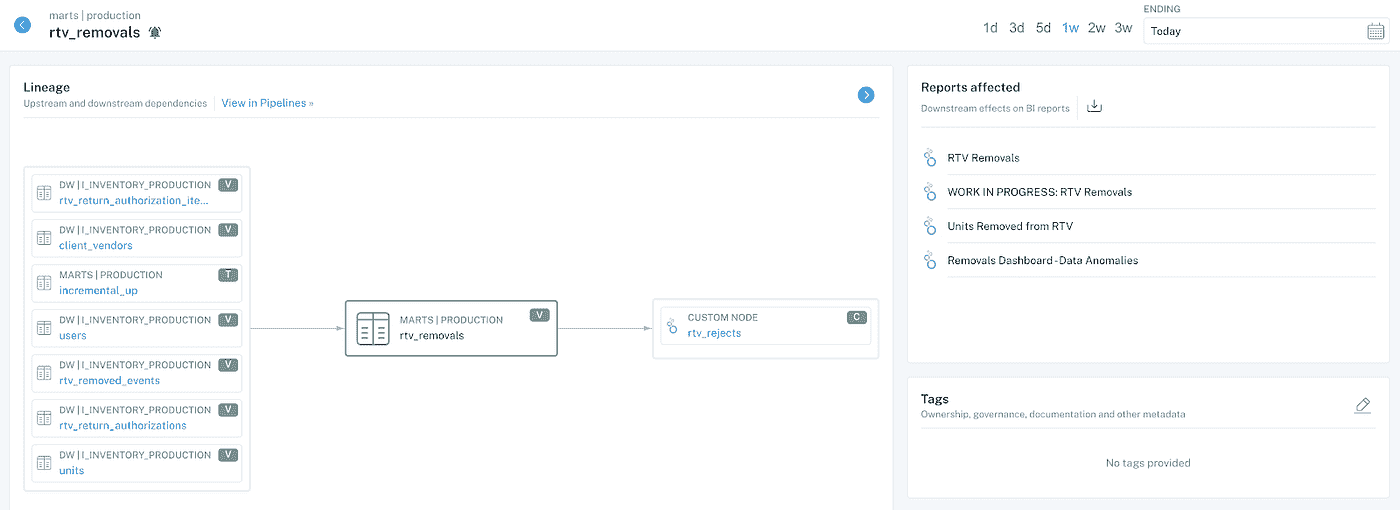 marts | production
rtv_removals
1d 3d 5d 1w 2w 3w
ENDING
Today
Lineage
Upstream and downstream dependencies
View in Pipelines »
DW | I_INVENTORY_PRODUCTION V
rtv_return_authorization_ite...
DW | I_INVENTORY_PRODUCTION V
client_vendors
MARTS | PRODUCTION T
incremental_up
DW | I_INVENTORY_PRODUCTION V
users
DW | I_INVENTORY_PRODUCTION V
rtv_removed_events
DW | I_INVENTORY_PRODUCTION V
rtv_return_authorizations
DW | I_INVENTORY_PRODUCTION V
units
MARTS | PRODUCTION V
rtv_removals
CUSTOM NODE C
rtv_rejects
Reports affected
Downstream effects on BI reports
RTV Removals
WORK IN PROGRESS: RTV Removals
Units Removed from RTV
Removals Dashboard -Data Anomalies
Tags
Ownership, governance, documentation and other metadata
No tags provided